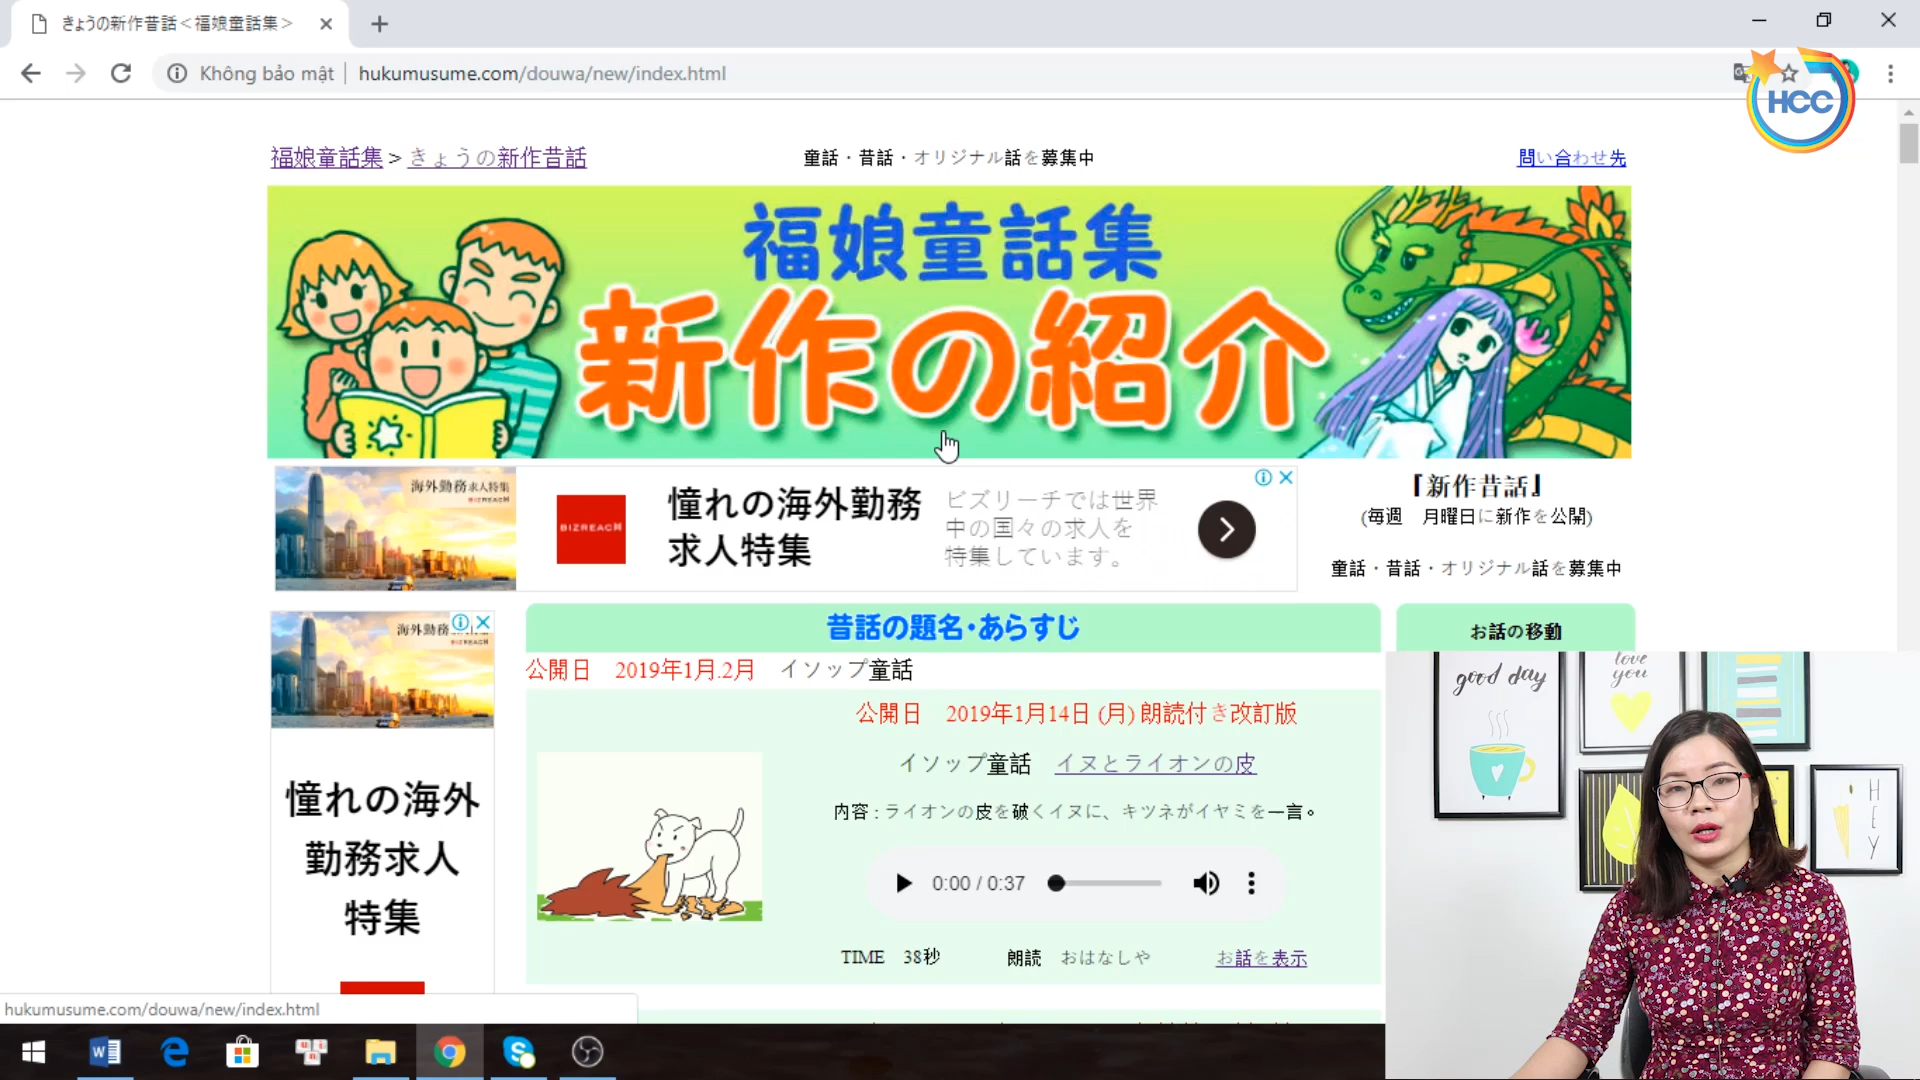 きょうの新作昔話＜福娘童話集＞
Không bảo mật
hukumusume.com/douwa/new/index.html
HCC
福娘童話集 > きょうの新作昔話
童話・昔話・オリジナル話を募集中
問い合わせ先
福娘童話集
新作の紹介
海外勤務求人特集
BIZREACH
BIZREACH
憧れの海外勤務
求人特集
ビズリーチでは世界
中の国々の求人を
特集しています。
『新作昔話』
(毎週　月曜日に新作を公開)
童話・昔話・オリジナル話を募集中
海外勤務
BIZREACH
憧れの海外
勤務求人
特集
昔話の題名・あらすじ
お話の移動
公開日　2019年1月.2月　イソップ童話
公開日　2019年1月14日 (月) 朗読付き改訂版
イソップ童話　イヌとライオンの皮
内容 : ライオンの皮を破くイヌに、キツネがイヤミを一言。
0:00 / 0:37
TIME　38秒
朗読　おはなしや
お話を表示
hukumusume.com/douwa/new/index.html
good day
love
you
HEY